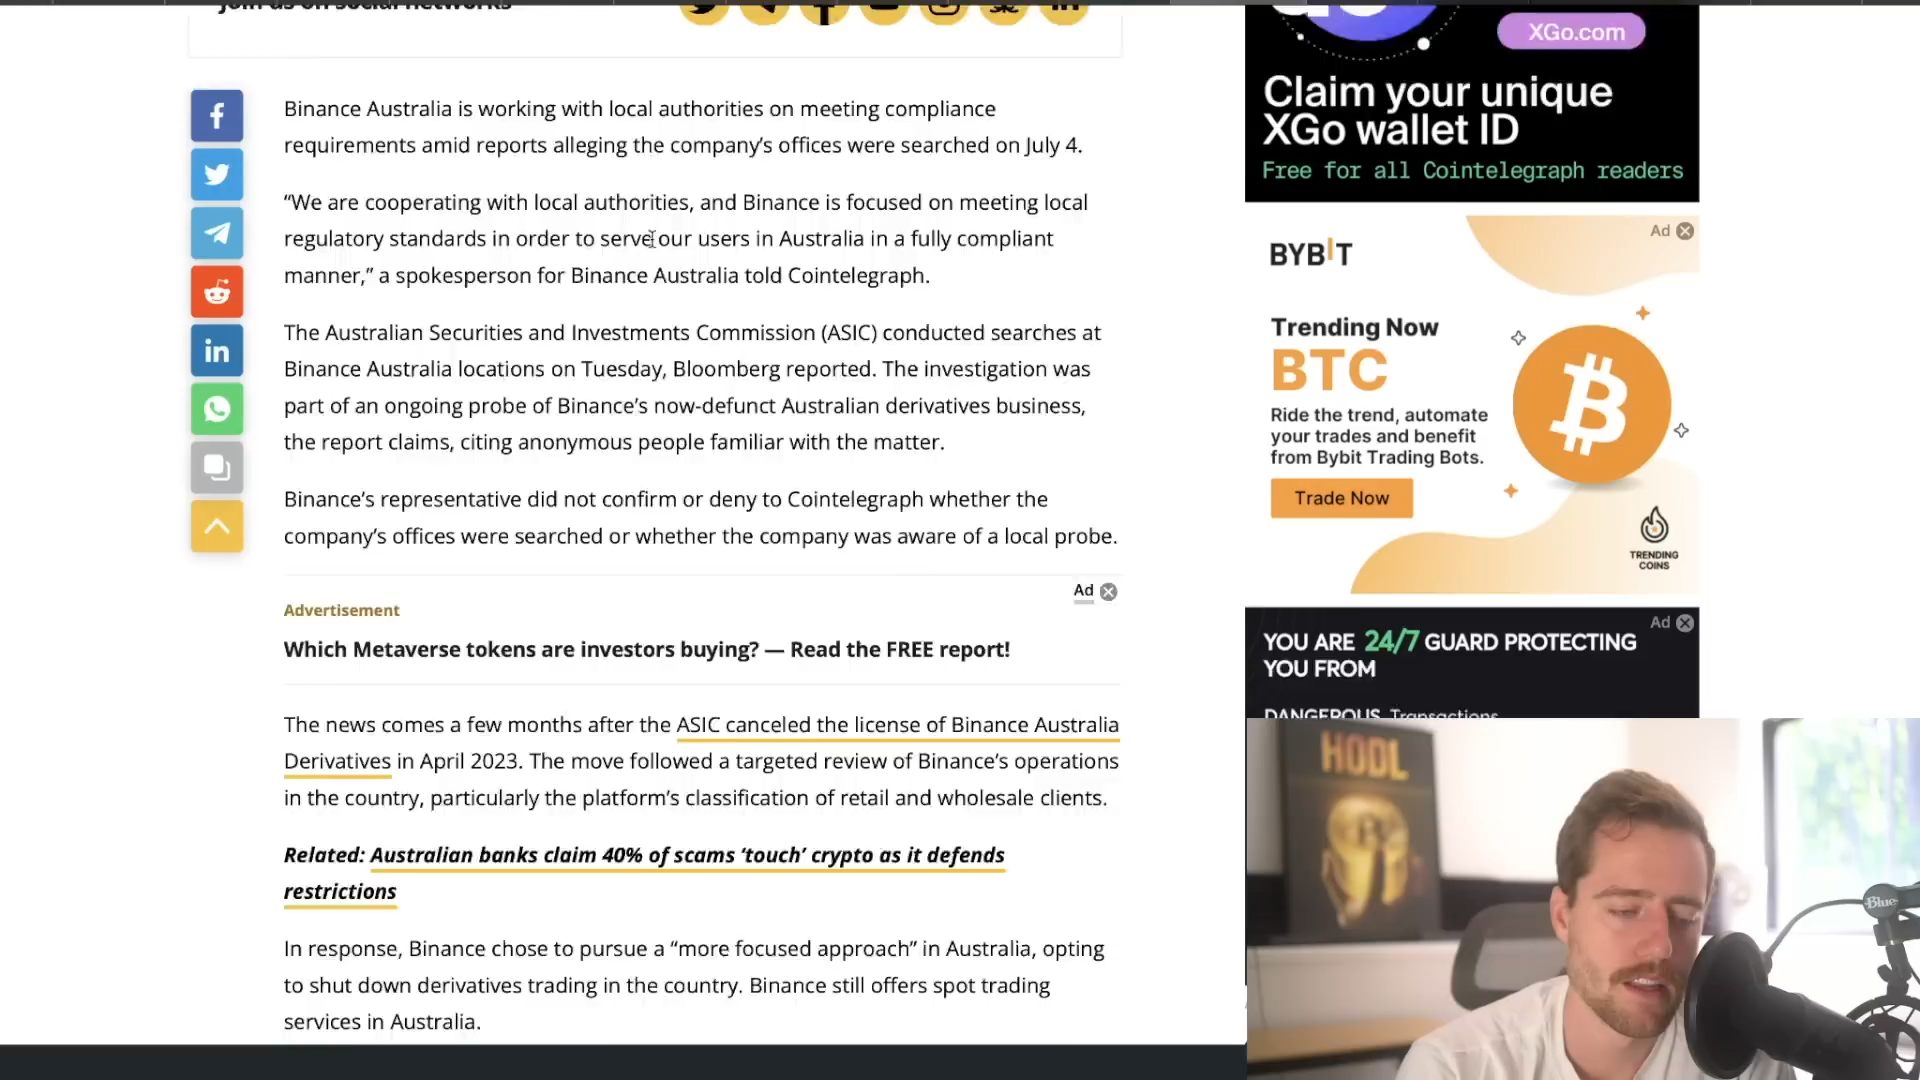 Join us on social networks
Binance Australia is working with local authorities on meeting compliance
requirements amid reports alleging the company’s offices were searched on July 4.
“We are cooperating with local authorities, and Binance is focused on meeting local
regulatory standards in order to serve our users in Australia in a fully compliant
manner,” a spokesperson for Binance Australia told Cointelegraph.
The Australian Securities and Investments Commission (ASIC) conducted searches at
Binance Australia locations on Tuesday, Bloomberg reported. The investigation was
part of an ongoing probe of Binance’s now-defunct Australian derivatives business,
the report claims, citing anonymous people familiar with the matter.
Binance’s representative did not confirm or deny to Cointelegraph whether the
company’s offices were searched or whether the company was aware of a local probe.
Ad
Advertisement
Which Metaverse tokens are investors buying? — Read the FREE report!
The news comes a few months after the ASIC canceled the license of Binance Australia
Derivatives in April 2023. The move followed a targeted review of Binance’s operations
in the country, particularly the platform’s classification of retail and wholesale clients.
Related: Australian banks claim 40% of scams ‘touch’ crypto as it defends
restrictions
In response, Binance chose to pursue a “more focused approach” in Australia, opting
to shut down derivatives trading in the country. Binance still offers spot trading
services in Australia.
XGo.com
Claim your unique
XGo wallet ID
Free for all Cointelegraph readers
Ad
BYBIT
Trending Now
BTC
Ride the trend, automate
your trades and benefit
from Bybit Trading Bots.
Trade Now
TRENDING
COINS
Ad
YOU ARE 24/7 GUARD PROTECTING
YOU FROM
DANGEROUS Transactions
HODL
Blue